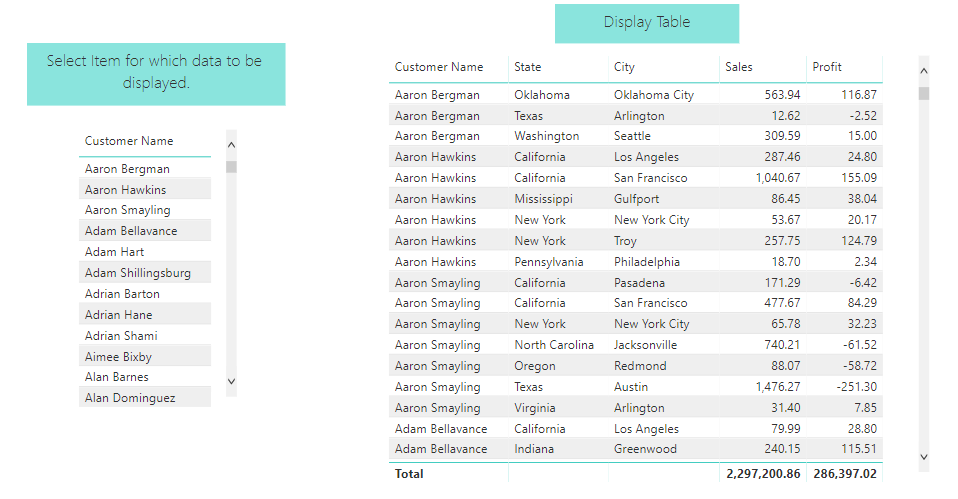 Display Table
Select Item for which data to be
displayed.
Customer Name
Aaron Bergman
Aaron Hawkins
Aaron Smayling
Adam Bellavance
Adam Hart
Adam Shillingsburg
Adrian Barton
Adrian Hane
Adrian Shami
Aimee Bixby
Alan Barnes
Alan Dominguez
Customer Name State City Sales Profit
Aaron Bergman Oklahoma Oklahoma City 563.94 116.87
Aaron Bergman Texas Arlington 12.62 -2.52
Aaron Bergman Washington Seattle 309.59 15.00
Aaron Hawkins California Los Angeles 287.46 24.80
Aaron Hawkins California San Francisco 1,040.67 155.09
Aaron Hawkins Mississippi Gulfport 86.45 38.04
Aaron Hawkins New York New York City 53.67 20.17
Aaron Hawkins New York Troy 257.75 124.79
Aaron Hawkins Pennsylvania Philadelphia 18.70 2.34
Aaron Smayling California Pasadena 171.29 -6.42
Aaron Smayling California San Francisco 477.67 84.29
Aaron Smayling New York New York City 65.78 32.23
Aaron Smayling North Carolina Jacksonville 740.21 -61.52
Aaron Smayling Oregon Redmond 88.07 -58.72
Aaron Smayling Texas Austin 1,476.27 -251.30
Aaron Smayling Virginia Arlington 31.40 7.85
Adam Bellavance California Los Angeles 79.99 28.80
Adam Bellavance Indiana Greenwood 240.15 115.51
Total 2,297,200.86 286,397.02